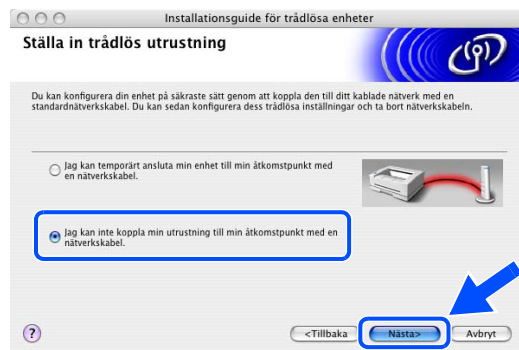 Installationsguide för trådlösa enheter
Ställa in trådlös utrustning
Du kan konfigurera din enhet på säkraste sätt genom att koppla den till ditt kablade nätverk med en
standardnätverkskabel. Du kan sedan konfigurera dess trådlösa inställningar och ta bort nätverkskabeln.
Jag kan temporärt ansluta min enhet till min åtkomstpunkt med
en nätverkskabel.
Jag kan inte koppla min utrustning till min åtkomstpunkt med en
nätverkskabel.
?
<Tillbaka
Nästa>
Avbryt